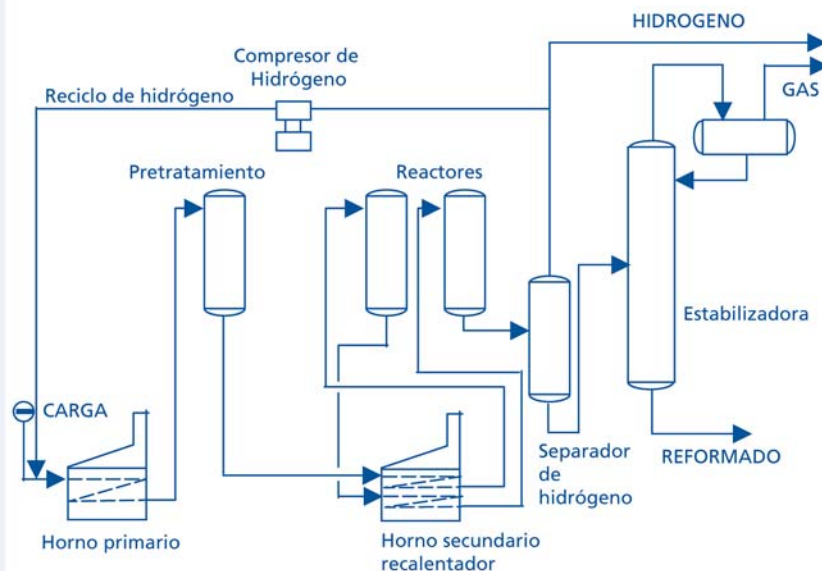 HIDROGENO
Compresor de
Hidrógeno
Reciclo de hidrógeno
GAS
Pretratamiento
Reactores
Estabilizadora
CARGA
Separador
de
hidrógeno
REFORMADO
Horno primario
Horno secundario
recalentador